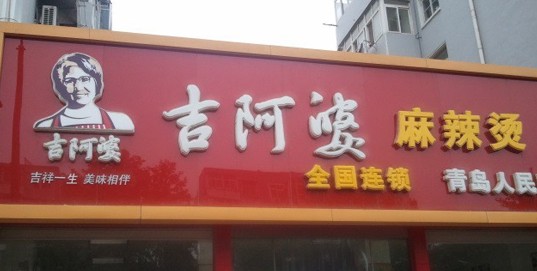 吉阿婆
吉祥一生 美味相伴
吉阿婆 麻辣烫
全国连锁 青岛人民